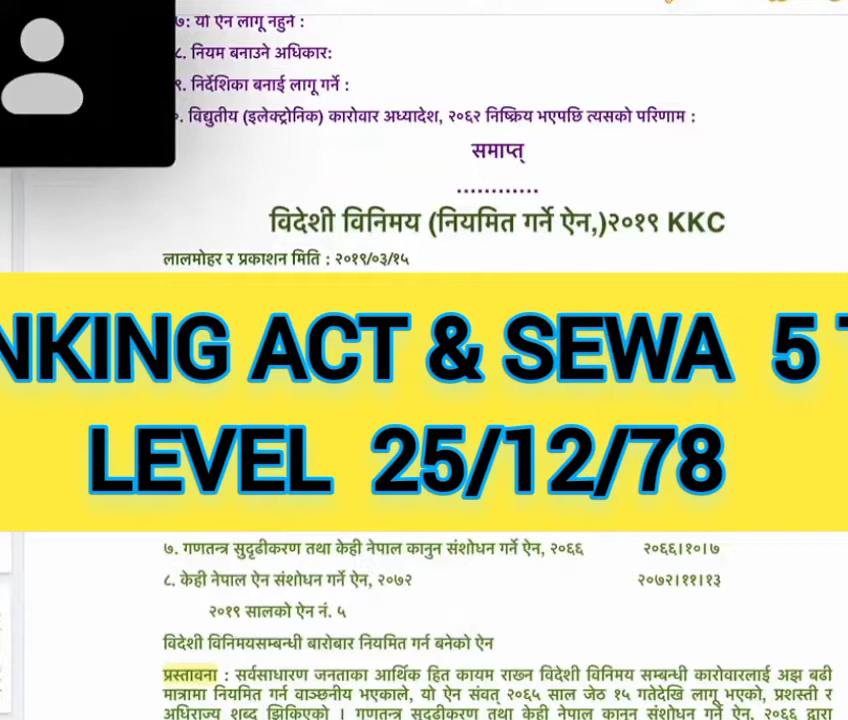 ७: यो ऐन लागू नहुने :
८. नियम बनाउने अधिकार:
९. निर्देशिका बनाई लागू गर्ने :
०. विद्युतीय (इलेक्ट्रोनिक) कारोवार अध्यादेश, २०६२ निष्क्रिय भएपछि त्यसको परिणाम :
समाप्त्
............
विदेशी विनिमय (नियमित गर्ने ऐन,)२०१९ KKC
लालमोहर र प्रकाशन मिति : २०१९/०३/१५
NKING ACT & SEWA 5 T
LEVEL 25/12/78
७. गणतन्त्र सुदृढीकरण तथा केही नेपाल कानुन संशोधन गर्ने ऐन, २०६६ २०६६।१०।७
८. केही नेपाल ऐन संशोधन गर्ने ऐन, २०७२ २०७२।११।१३
२०१९ सालको ऐन नं. ५
विदेशी विनिमयसम्बन्धी बारोबार नियमित गर्न बनेको ऐन
प्रस्तावना : सर्वसाधारण जनताका आर्थिक हित कायम राख्न विदेशी विनिमय सम्बन्धी कारोवारलाई अझ बढी
मात्रामा नियमित गर्न वाञ्छनीय भएकाले, यो ऐन संवत् २०६५ साल जेठ १५ गतेदेखि लागू भएको, प्रशस्ती र
अधिराज्य शब्द झिकिएको । गणतन्त्र सुदृढीकरण तथा केही नेपाल कानुन संशोधन गर्ने ऐन, २०६६ द्वारा